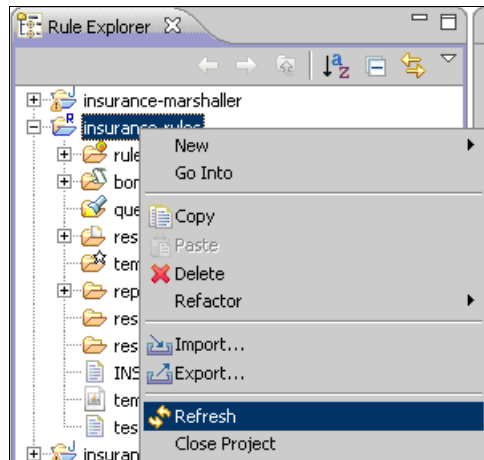 Rule Explorer
insurance-marshaller
insurance-rules
New
rule
Go Into
bor
que
Copy
res
Paste
tem
Delete
rep
Refactor
res
res
Import...
INS
Export...
tem
Refresh
tes
Close Project
insuran